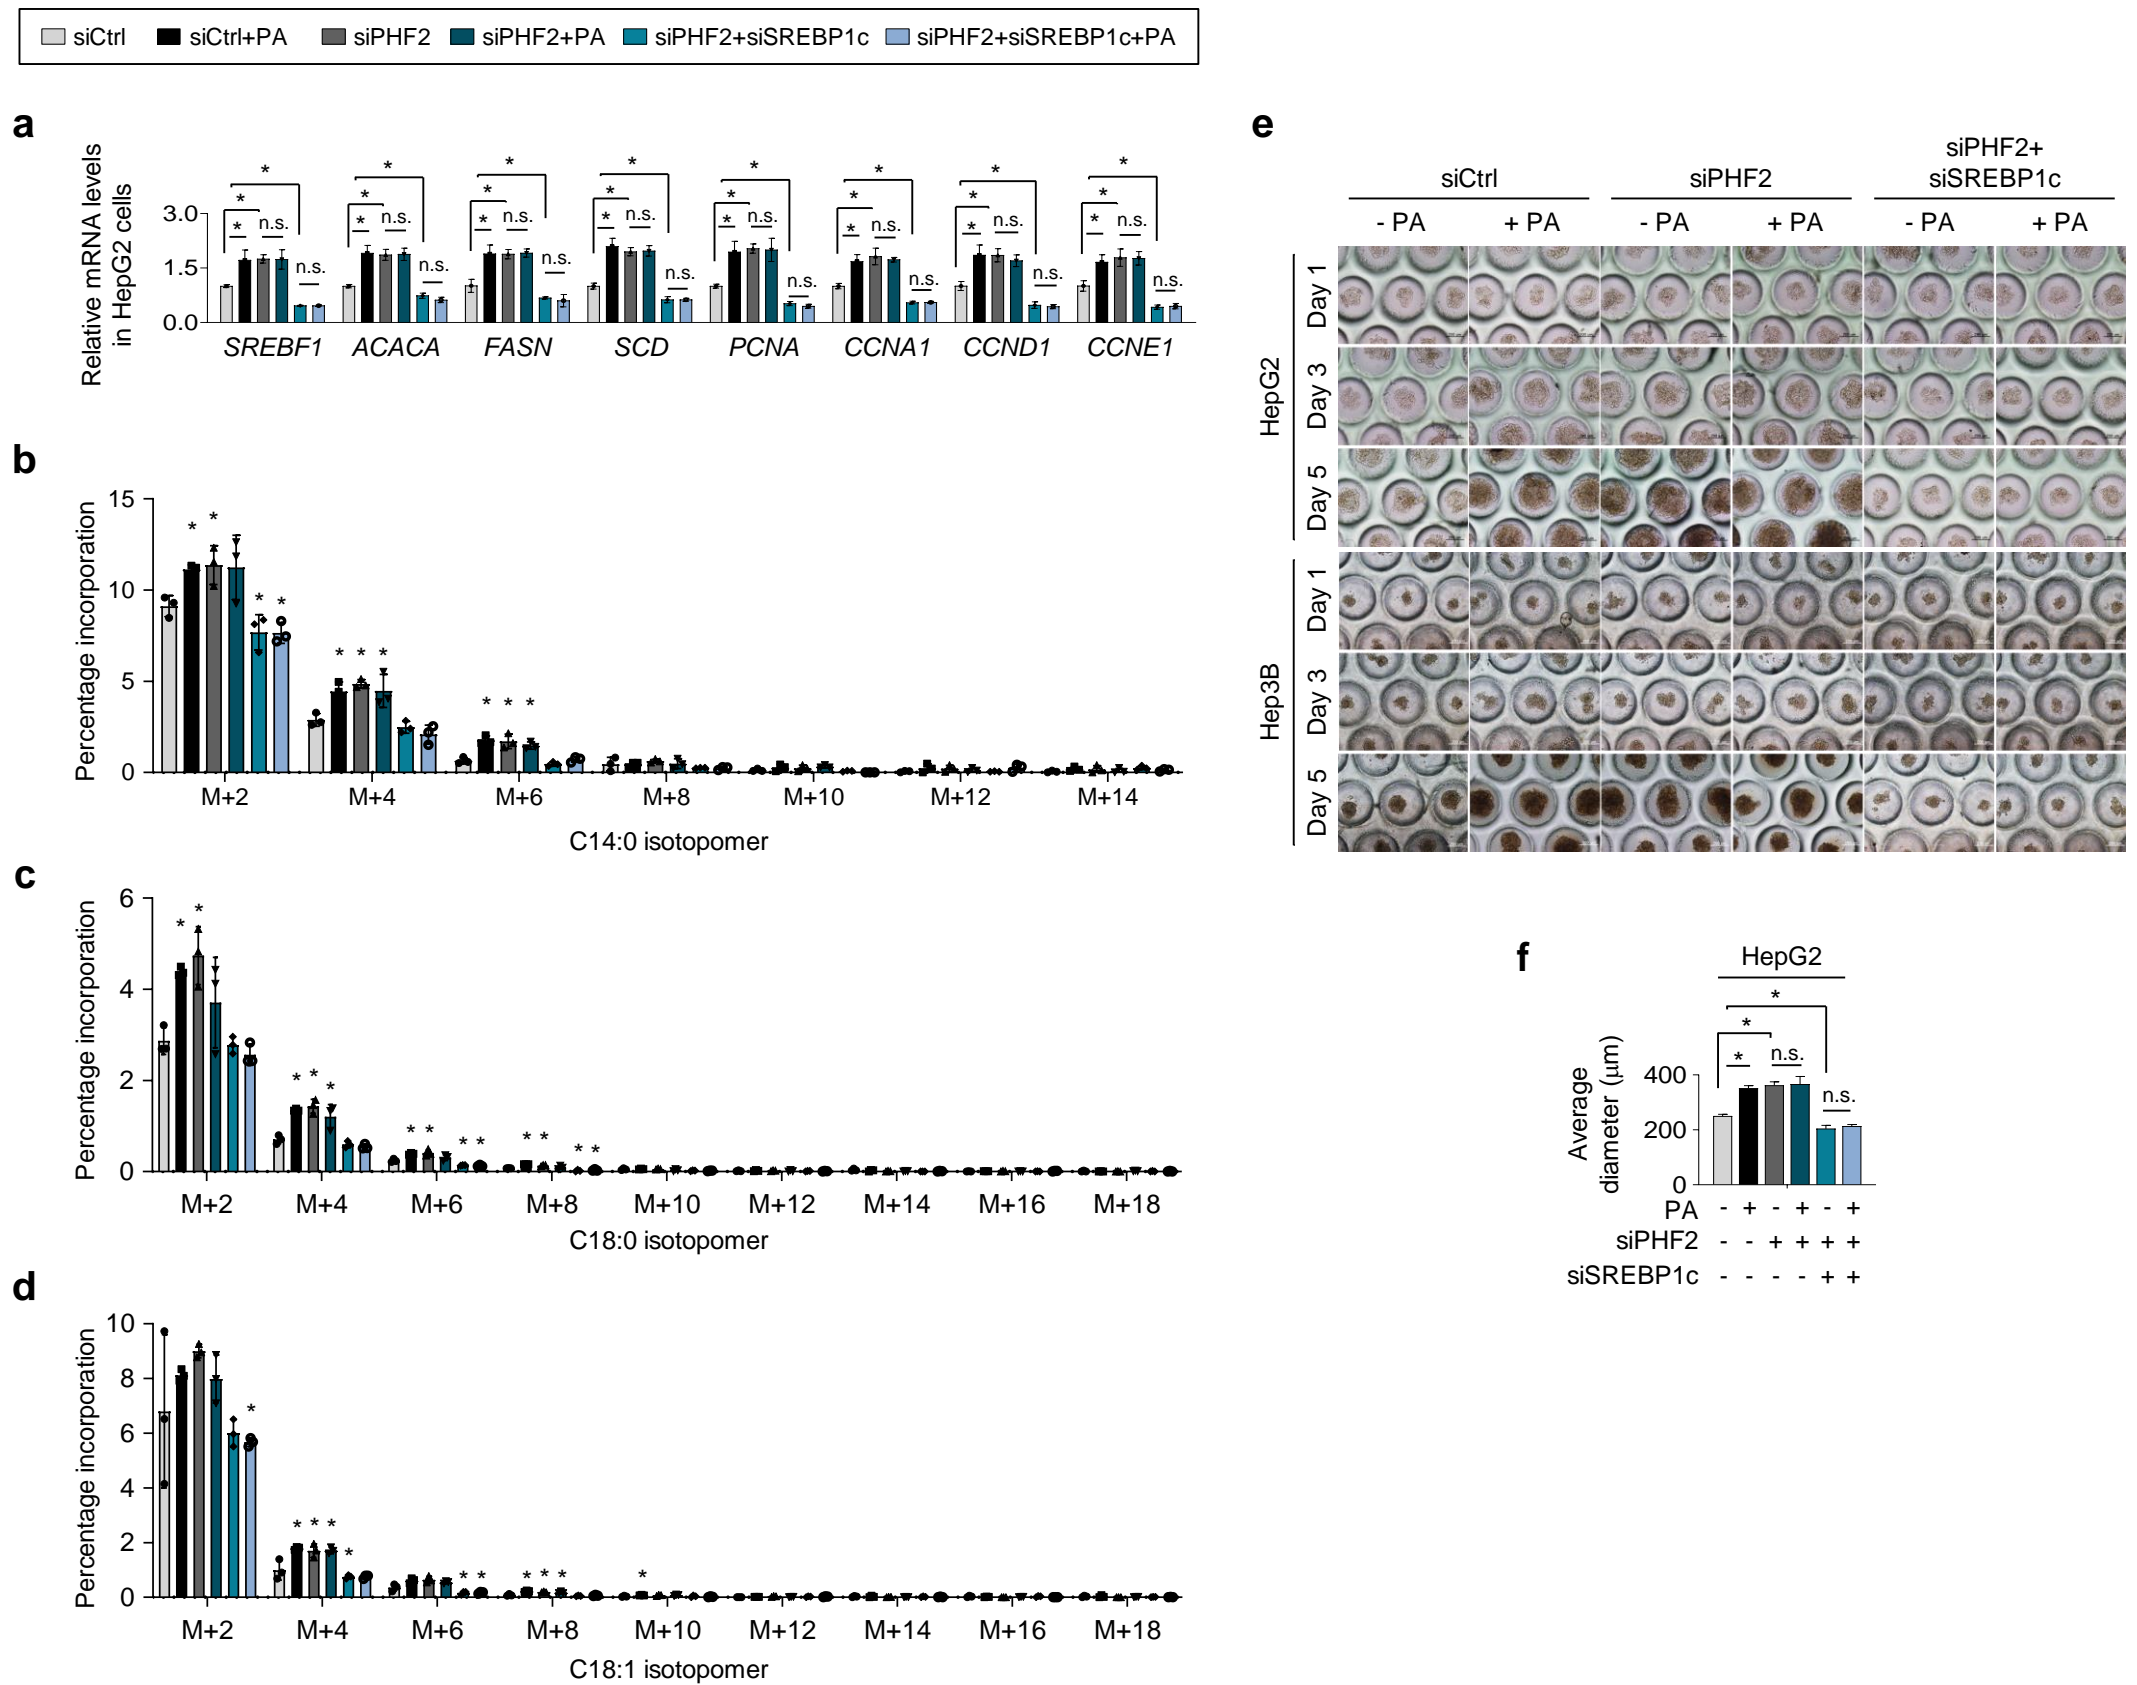 siCtrl siCtrl+PA siPHF2 siPHF2+PA siPHF2+siSREBP1c siPHF2+siSREBP1c+PA
a
Relative mRNA levels
in HepG2 cells
3.0
1.5
0.0
* * n.s. * n.s.
* * n.s. * n.s.
* * n.s. * n.s.
* * n.s. * n.s.
* * n.s. * n.s.
* * n.s. * n.s.
* * n.s. * n.s.
* * n.s. * n.s.
SREBF1 ACACA FASN SCD PCNA CCNA1 CCND1 CCNE1
b
Percentage incorporation
15
10
5
0
* * * *
* * *
* * *
M+2 M+4 M+6 M+8 M+10 M+12 M+14
C14:0 isotopomer
c
Percentage incorporation
6
4
2
0
* *
* * *
* * * *
* * * *
M+2 M+4 M+6 M+8 M+10 M+12 M+14 M+16 M+18
C18:0 isotopomer
d
Percentage incorporation
10
8
6
4
2
0
*
* * * *
* *
* * *
*
M+2 M+4 M+6 M+8 M+10 M+12 M+14 M+16 M+18
C18:1 isotopomer
e
siCtrl siPHF2 siPHF2+
siSREBP1c
- PA + PA - PA + PA - PA + PA
HepG2
Day 1
Day 3
Day 5
Hep3B
Day 1
Day 3
Day 5
f
HepG2
Average
diameter (μm)
400
200
0
*
*
* n.s.
n.s.
PA - + - + - +
siPHF2 - - + + + +
siSREBP1c - - - - + +